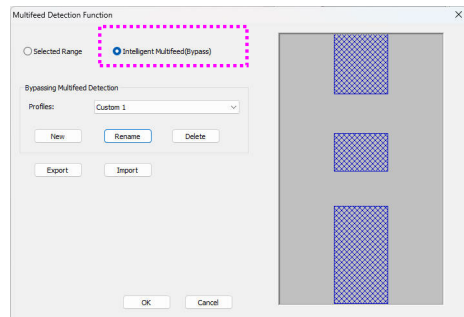 Multifeed Detection Function
Selected Range
Intelligent Multifeed(Bypass)
Bypassing Multifeed Detection
Profiles:
Custom 1
New
Rename
Delete
Export
Import
OK
Cancel